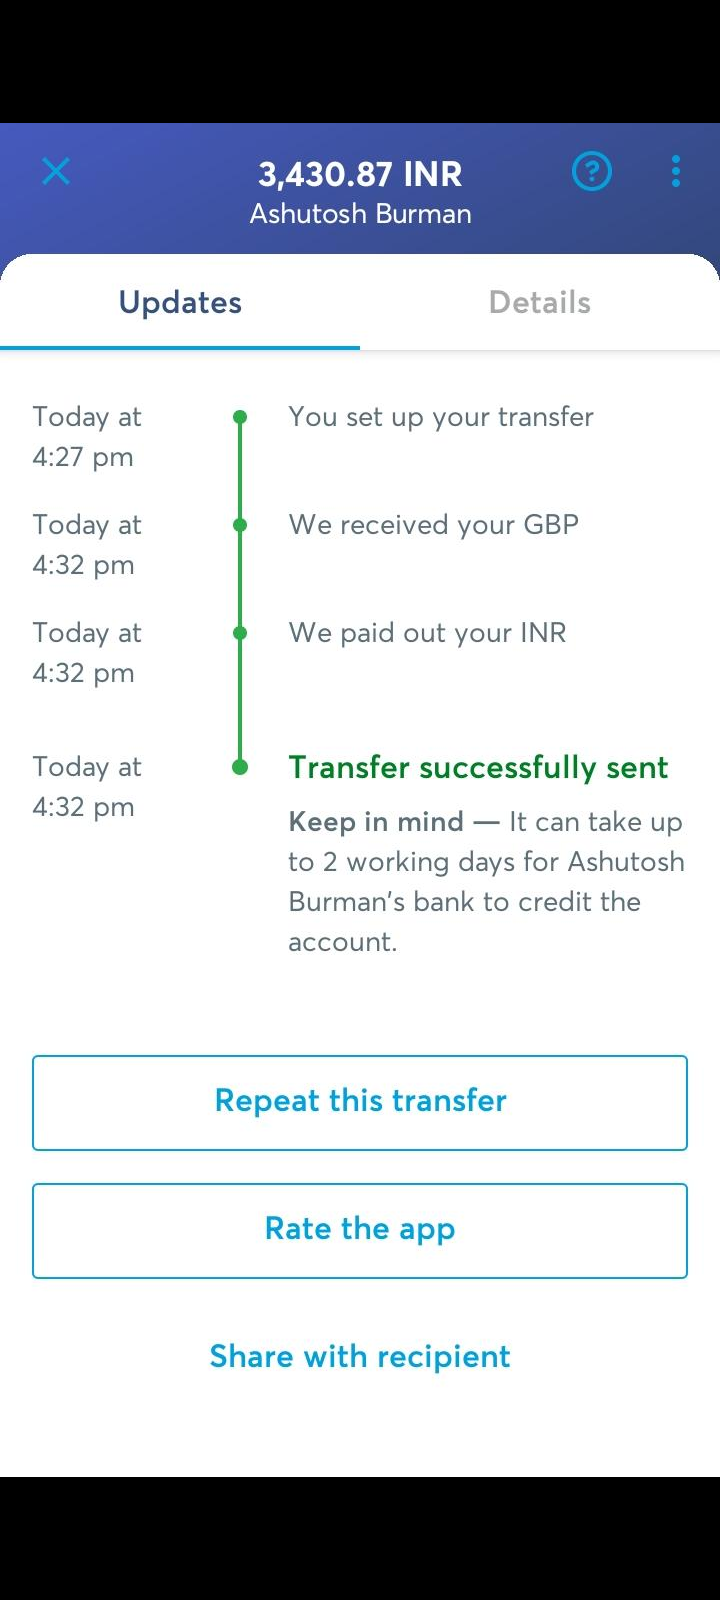 3,430.87 INR
Ashutosh Burman
Updates
Details
Today at
4:27 pm
You set up your transfer
Today at
4:32 pm
We received your GBP
Today at
4:32 pm
We paid out your INR
Today at
4:32 pm
Transfer successfully sent
Keep in mind — It can take up
to 2 working days for Ashutosh
Burman's bank to credit the
account.
Repeat this transfer
Rate the app
Share with recipient